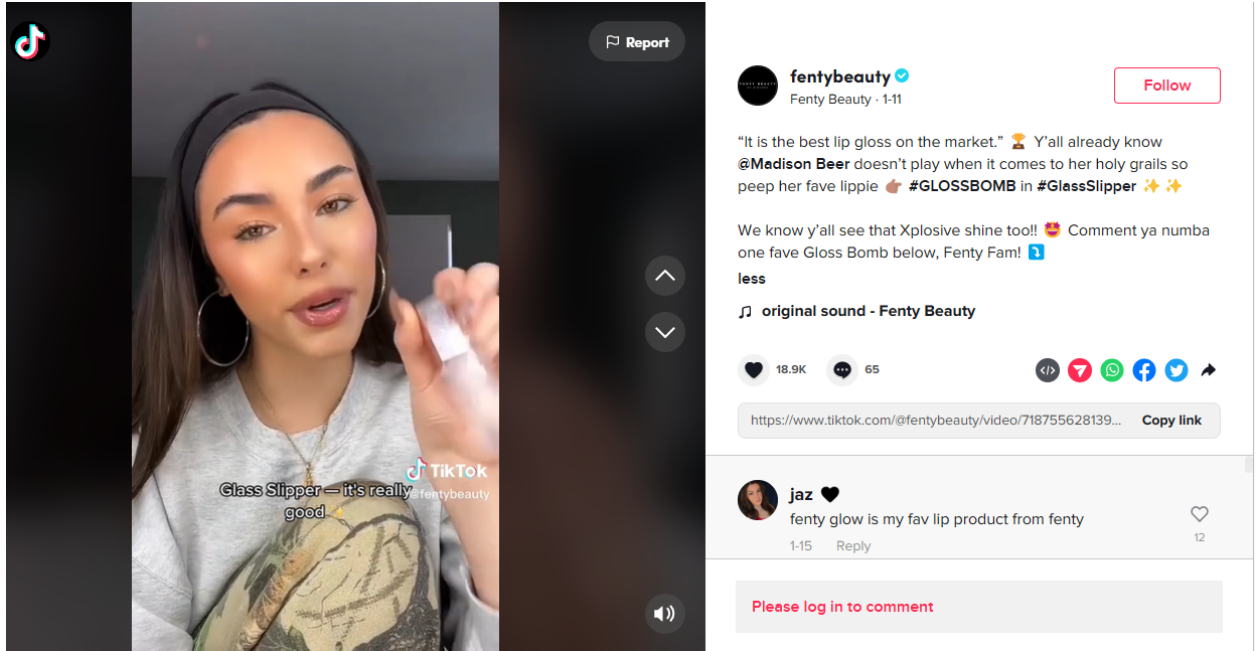 Report
fentybeauty
Fenty Beauty · 1-11
Follow
“It is the best lip gloss on the market.” 🏆 Y’all already know
@Madison Beer doesn’t play when it comes to her holy grails so
peep her fave lippie 👉🏽 #GLOSSBOMB in #GlassSlipper ✨ ✨
We know y’all see that Xplosive shine too!! 🤩 Comment ya numba
one fave Gloss Bomb below, Fenty Fam! ⤵️
less
original sound - Fenty Beauty
18.9K
65
https://www.tiktok.com/@fentybeauty/video/718755628139...
Copy link
TikTok
@fentybeauty
Glass Slipper — it's really
good ✨
jaz 🖤
fenty glow is my fav lip product from fenty
1-15
Reply
12
Please log in to comment